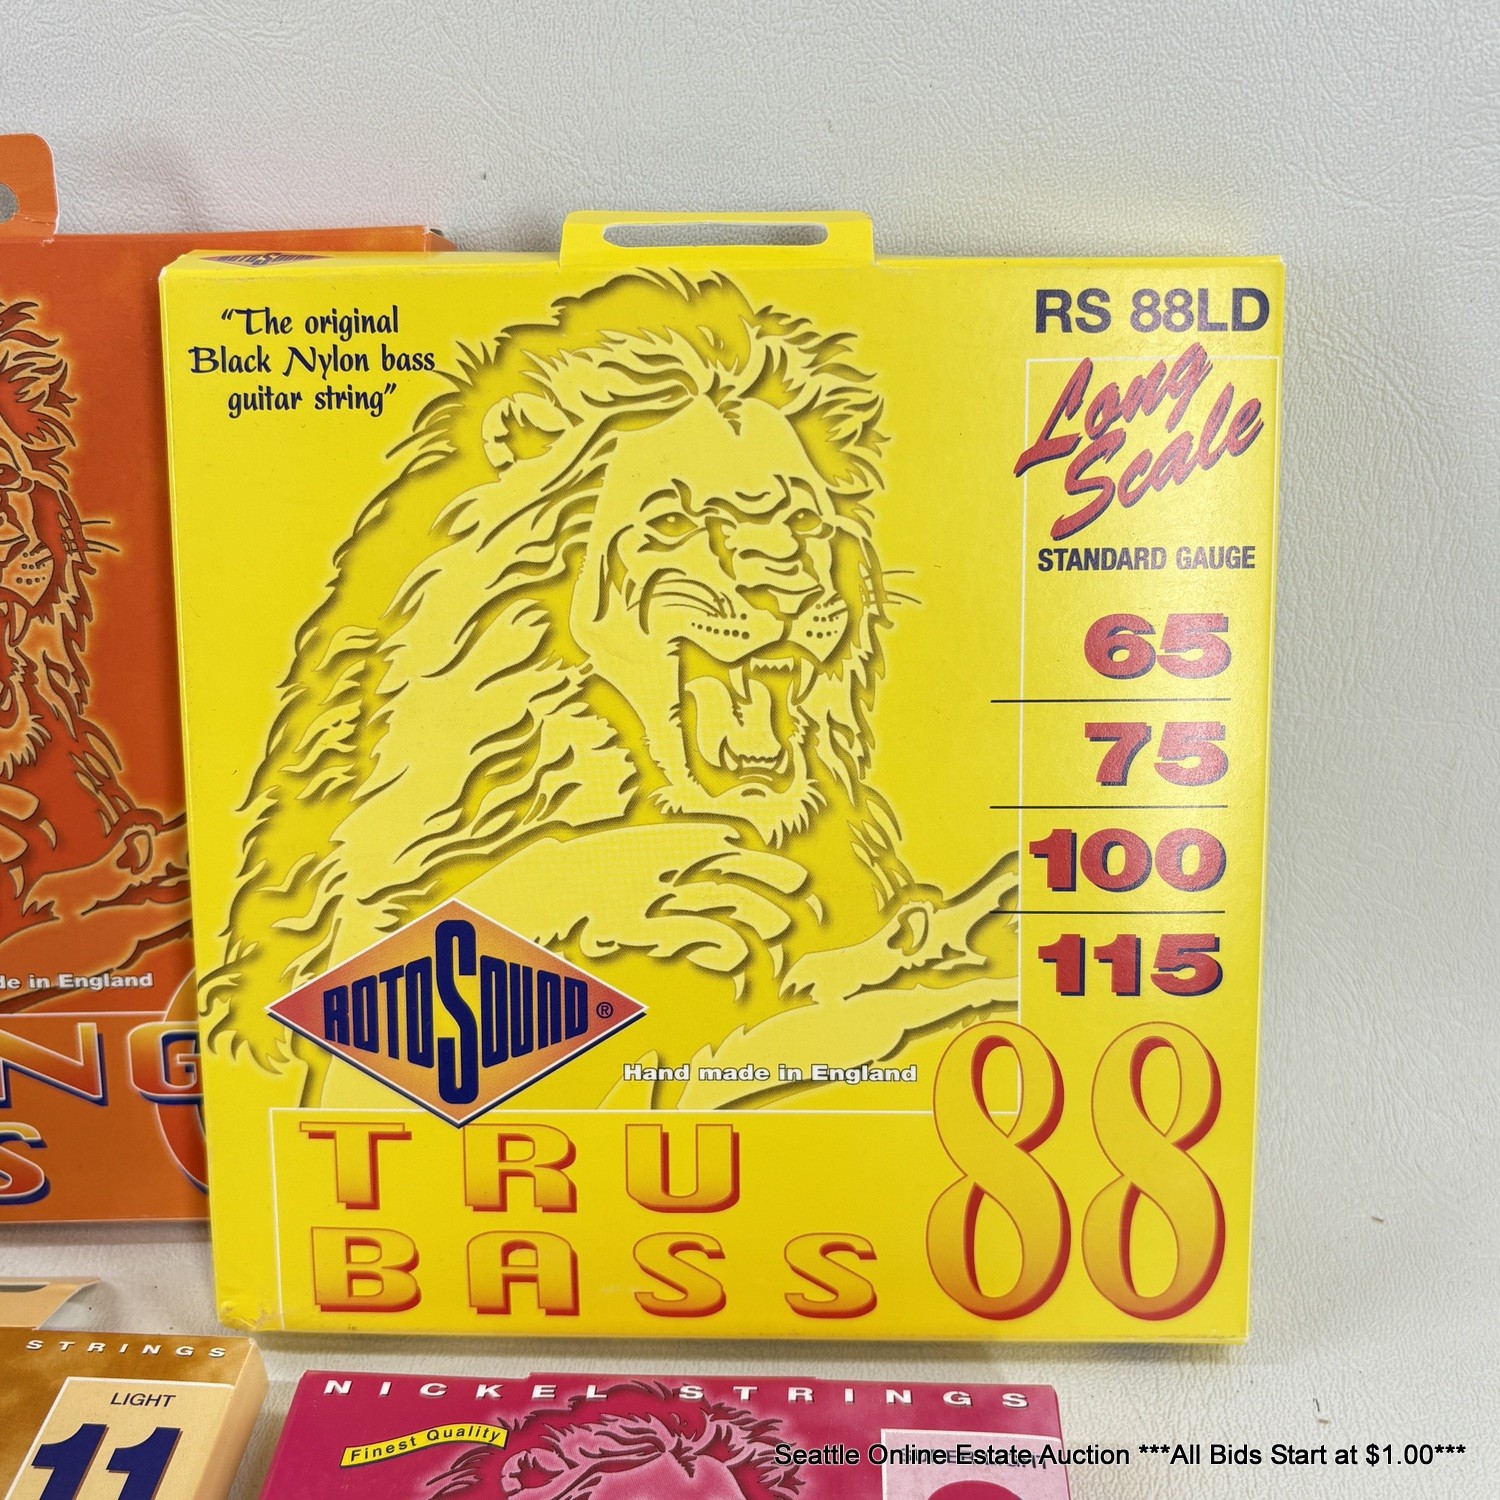 ROTOSOUND
"The original
Black Nylon bass
guitar string"
RS 88LD
Long
Scale
STANDARD GAUGE
65
75
100
115
ROTOSOUND®
Hand made in England
TRU
BASS
88
de in England
NG
S
STRINGS
LIGHT
11
NICKEL STRINGS
Finest Quality
Seattle Online Estate Auction ***All Bids Start at $1.00***